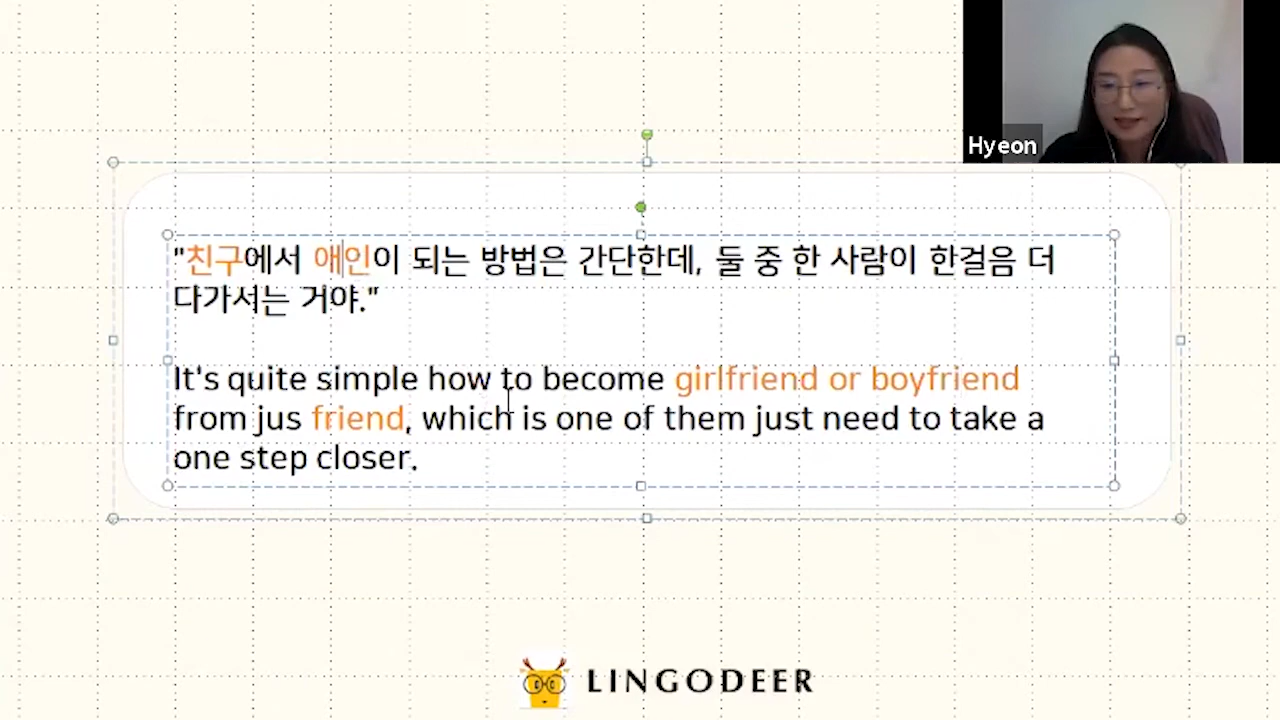 Hyeon
"친구에서 애인이 되는 방법은 간단한데, 둘 중 한 사람이 한걸음 더
다가서는 거야."
It's quite simple how to become girlfriend or boyfriend
from jus friend, which is one of them just need to take a
one step closer.
LINGODEER